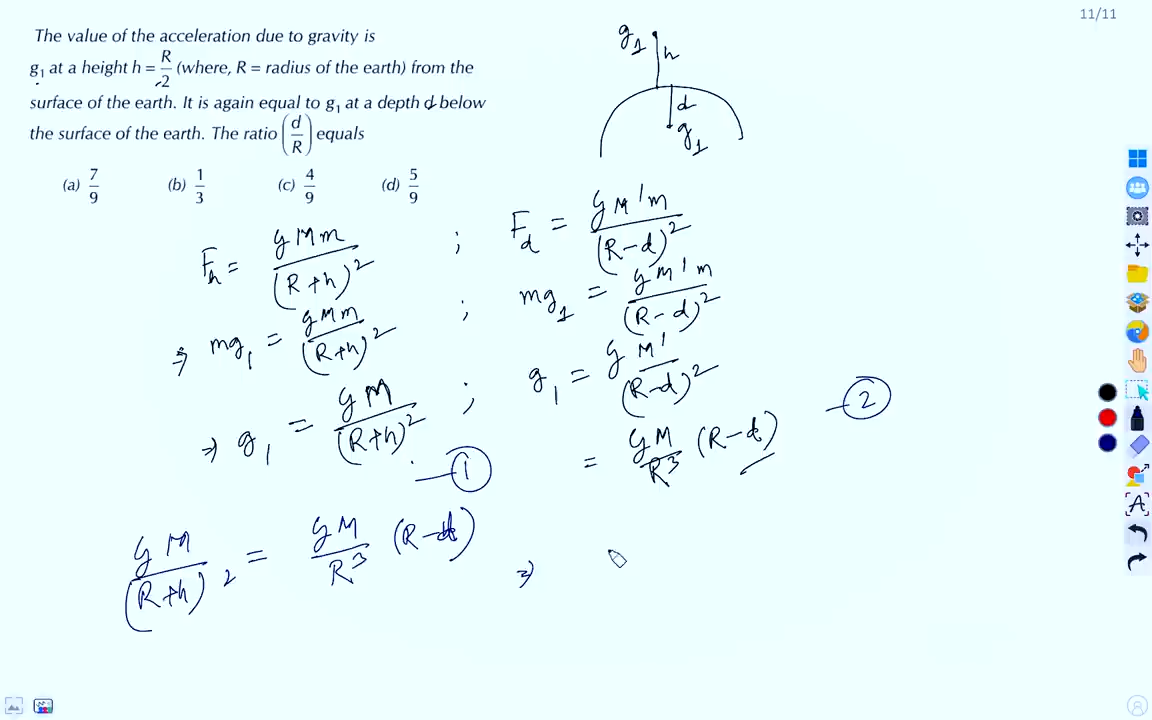 11/11
The value of the acceleration due to gravity is
g₁ at a height h = R/2 (where, R = radius of the earth) from the
surface of the earth. It is again equal to g₁ at a depth d below
the surface of the earth. The ratio (d/R) equals
(a) 7/9 (b) 1/3 (c) 4/9 (d) 5/9
g₁ h
d
g₁
F_h = GMm/(R+h)² ; F_d = GM'm/(R-d)²
⇒ mg₁ = GMm/(R+h)² ; mg₁ = GM'm/(R-d)²
⇒ g₁ = GM/(R+h)² ; g₁ = GM'/(R-d)²
— ① = GM/R³ (R-d) — ②
GM/(R+h)² = GM/R³ (R-d) ⇒
A